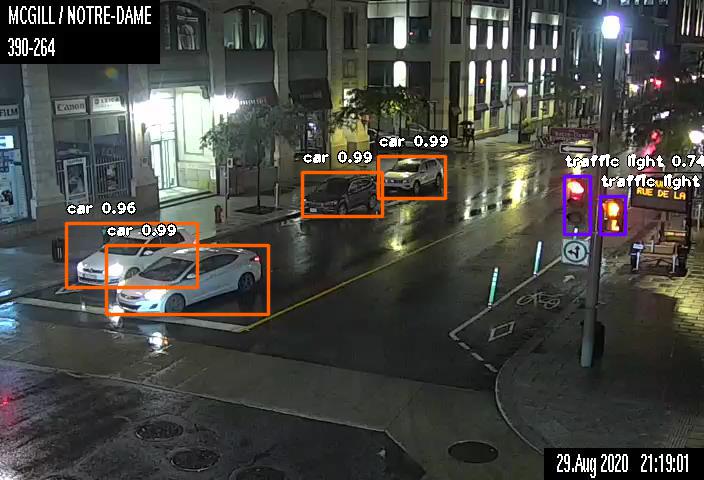 MCGILL / NOTRE-DAME
390-264
car 0.99
car 0.99
traffic light 0.74
traffic light
RUE DE LA
FILM
Canon
car 0.96
car 0.99
29.Aug 2020 21:19:01